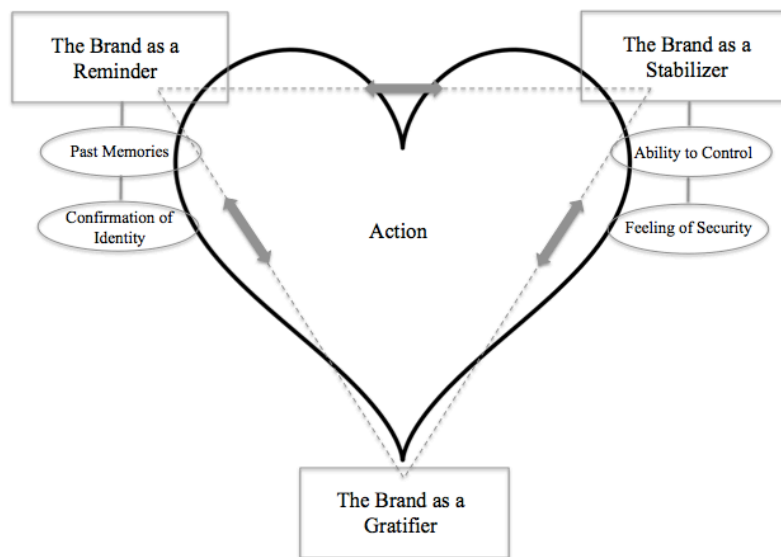 The Brand as a
Reminder
Past Memories
Confirmation of
Identity
The Brand as a
Stabilizer
Ability to Control
Feeling of Security
Action
The Brand as a
Gratifier